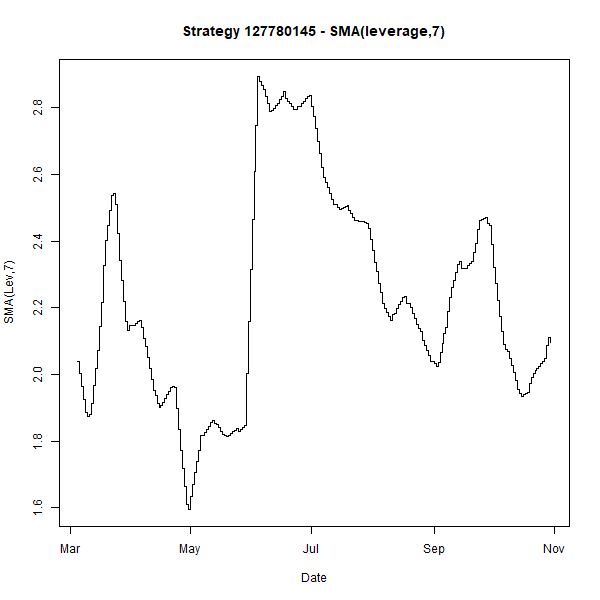 Strategy 127780145 - SMA(leverage,7)
SMA(Lev,7)
2.8
2.6
2.4
2.2
2.0
1.8
1.6
Mar May Jul Sep Nov
Date